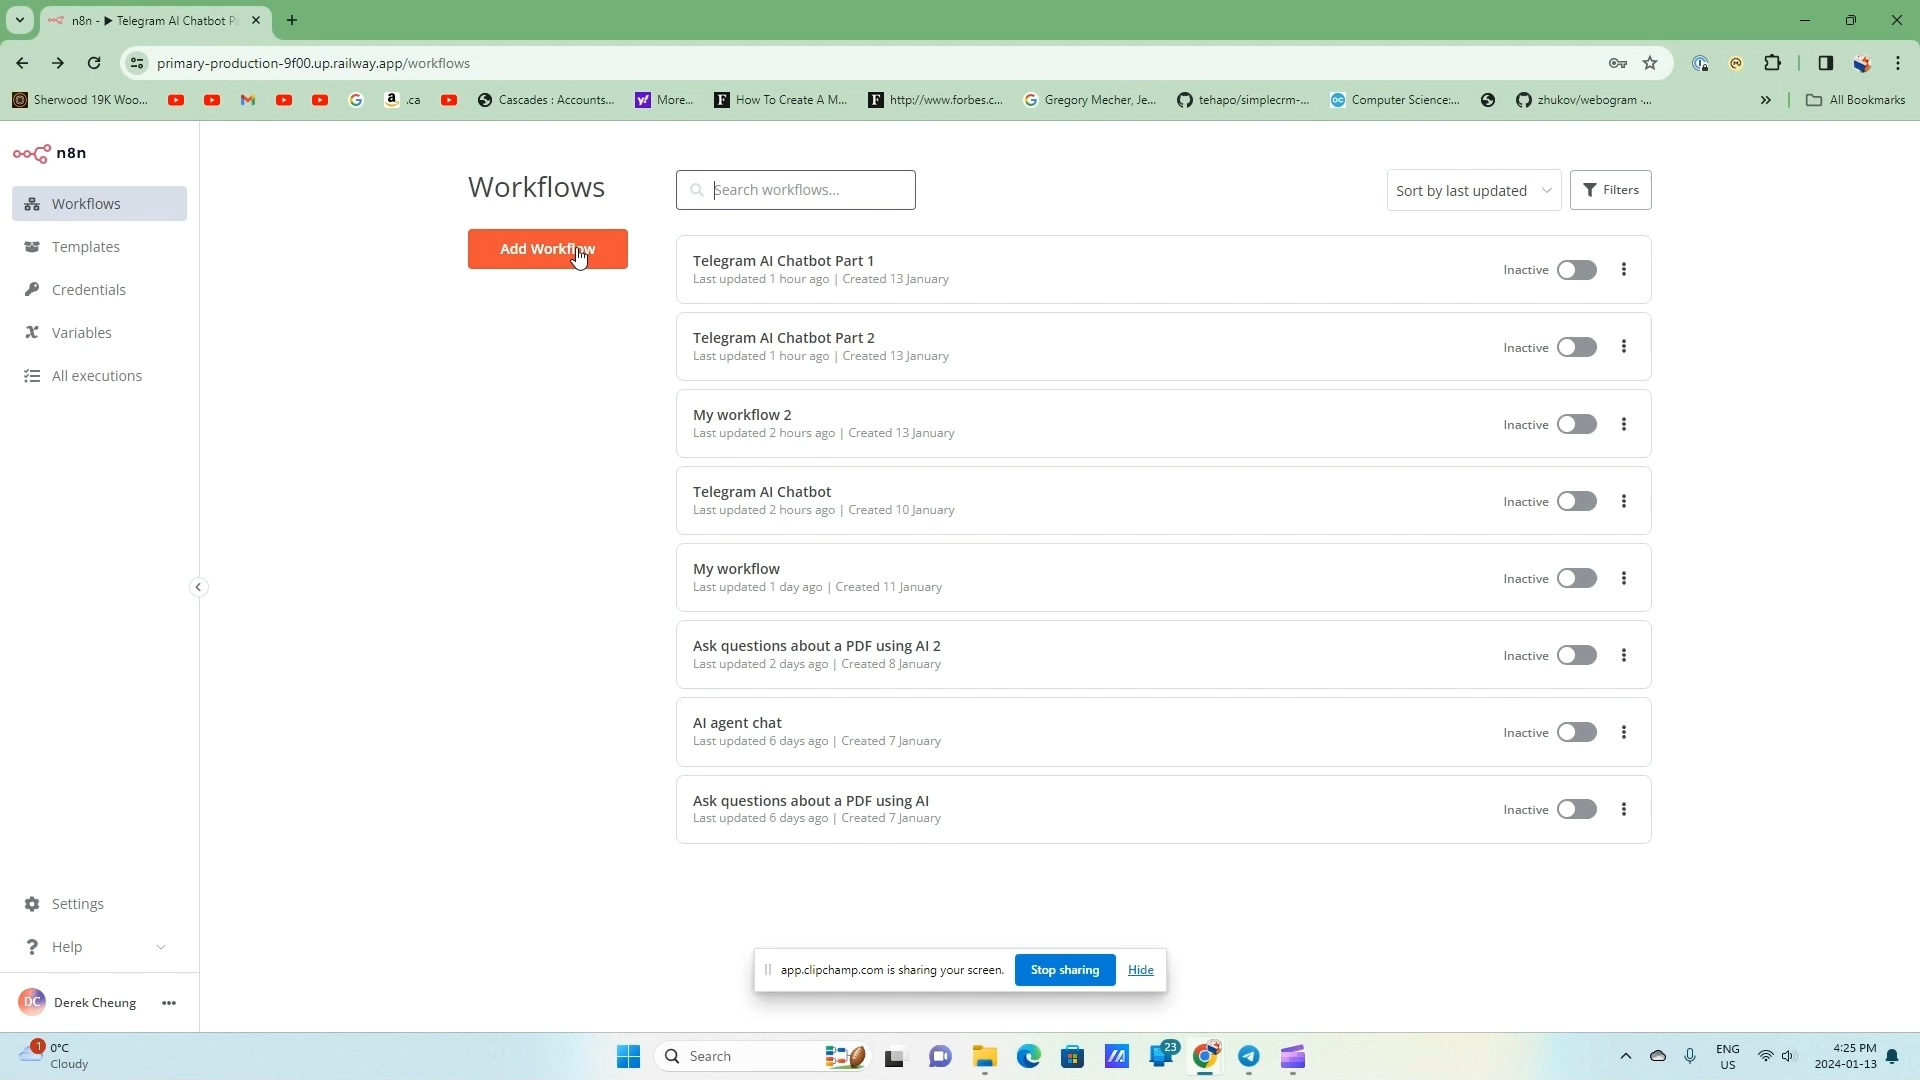 n8n - ▶ Telegram AI Chatbot P
primary-production-9f00.up.railway.app/workflows
Sherwood 19K Woo...
.ca
Cascades : Accounts...
More...
How To Create A M...
http://www.forbes.c...
Gregory Mecher, Je...
tehapo/simplecrm-...
Computer Science:...
zhukov/webogram -...
»
All Bookmarks
n8n
Workflows
Templates
Credentials
Variables
All executions
Settings
Help
DC
Derek Cheung
Workflows
Add Workflow
Search workflows...
Sort by last updated
Filters
Telegram AI Chatbot Part 1
Last updated 1 hour ago | Created 13 January
Inactive
Telegram AI Chatbot Part 2
Last updated 1 hour ago | Created 13 January
Inactive
My workflow 2
Last updated 2 hours ago | Created 13 January
Inactive
Telegram AI Chatbot
Last updated 2 hours ago | Created 10 January
Inactive
My workflow
Last updated 1 day ago | Created 11 January
Inactive
Ask questions about a PDF using AI 2
Last updated 2 days ago | Created 8 January
Inactive
AI agent chat
Last updated 6 days ago | Created 7 January
Inactive
Ask questions about a PDF using AI
Last updated 6 days ago | Created 7 January
Inactive
app.clipchamp.com is sharing your screen.
Stop sharing
Hide
1
0°C
Cloudy
Search
23
ENG
US
4:25 PM
2024-01-13